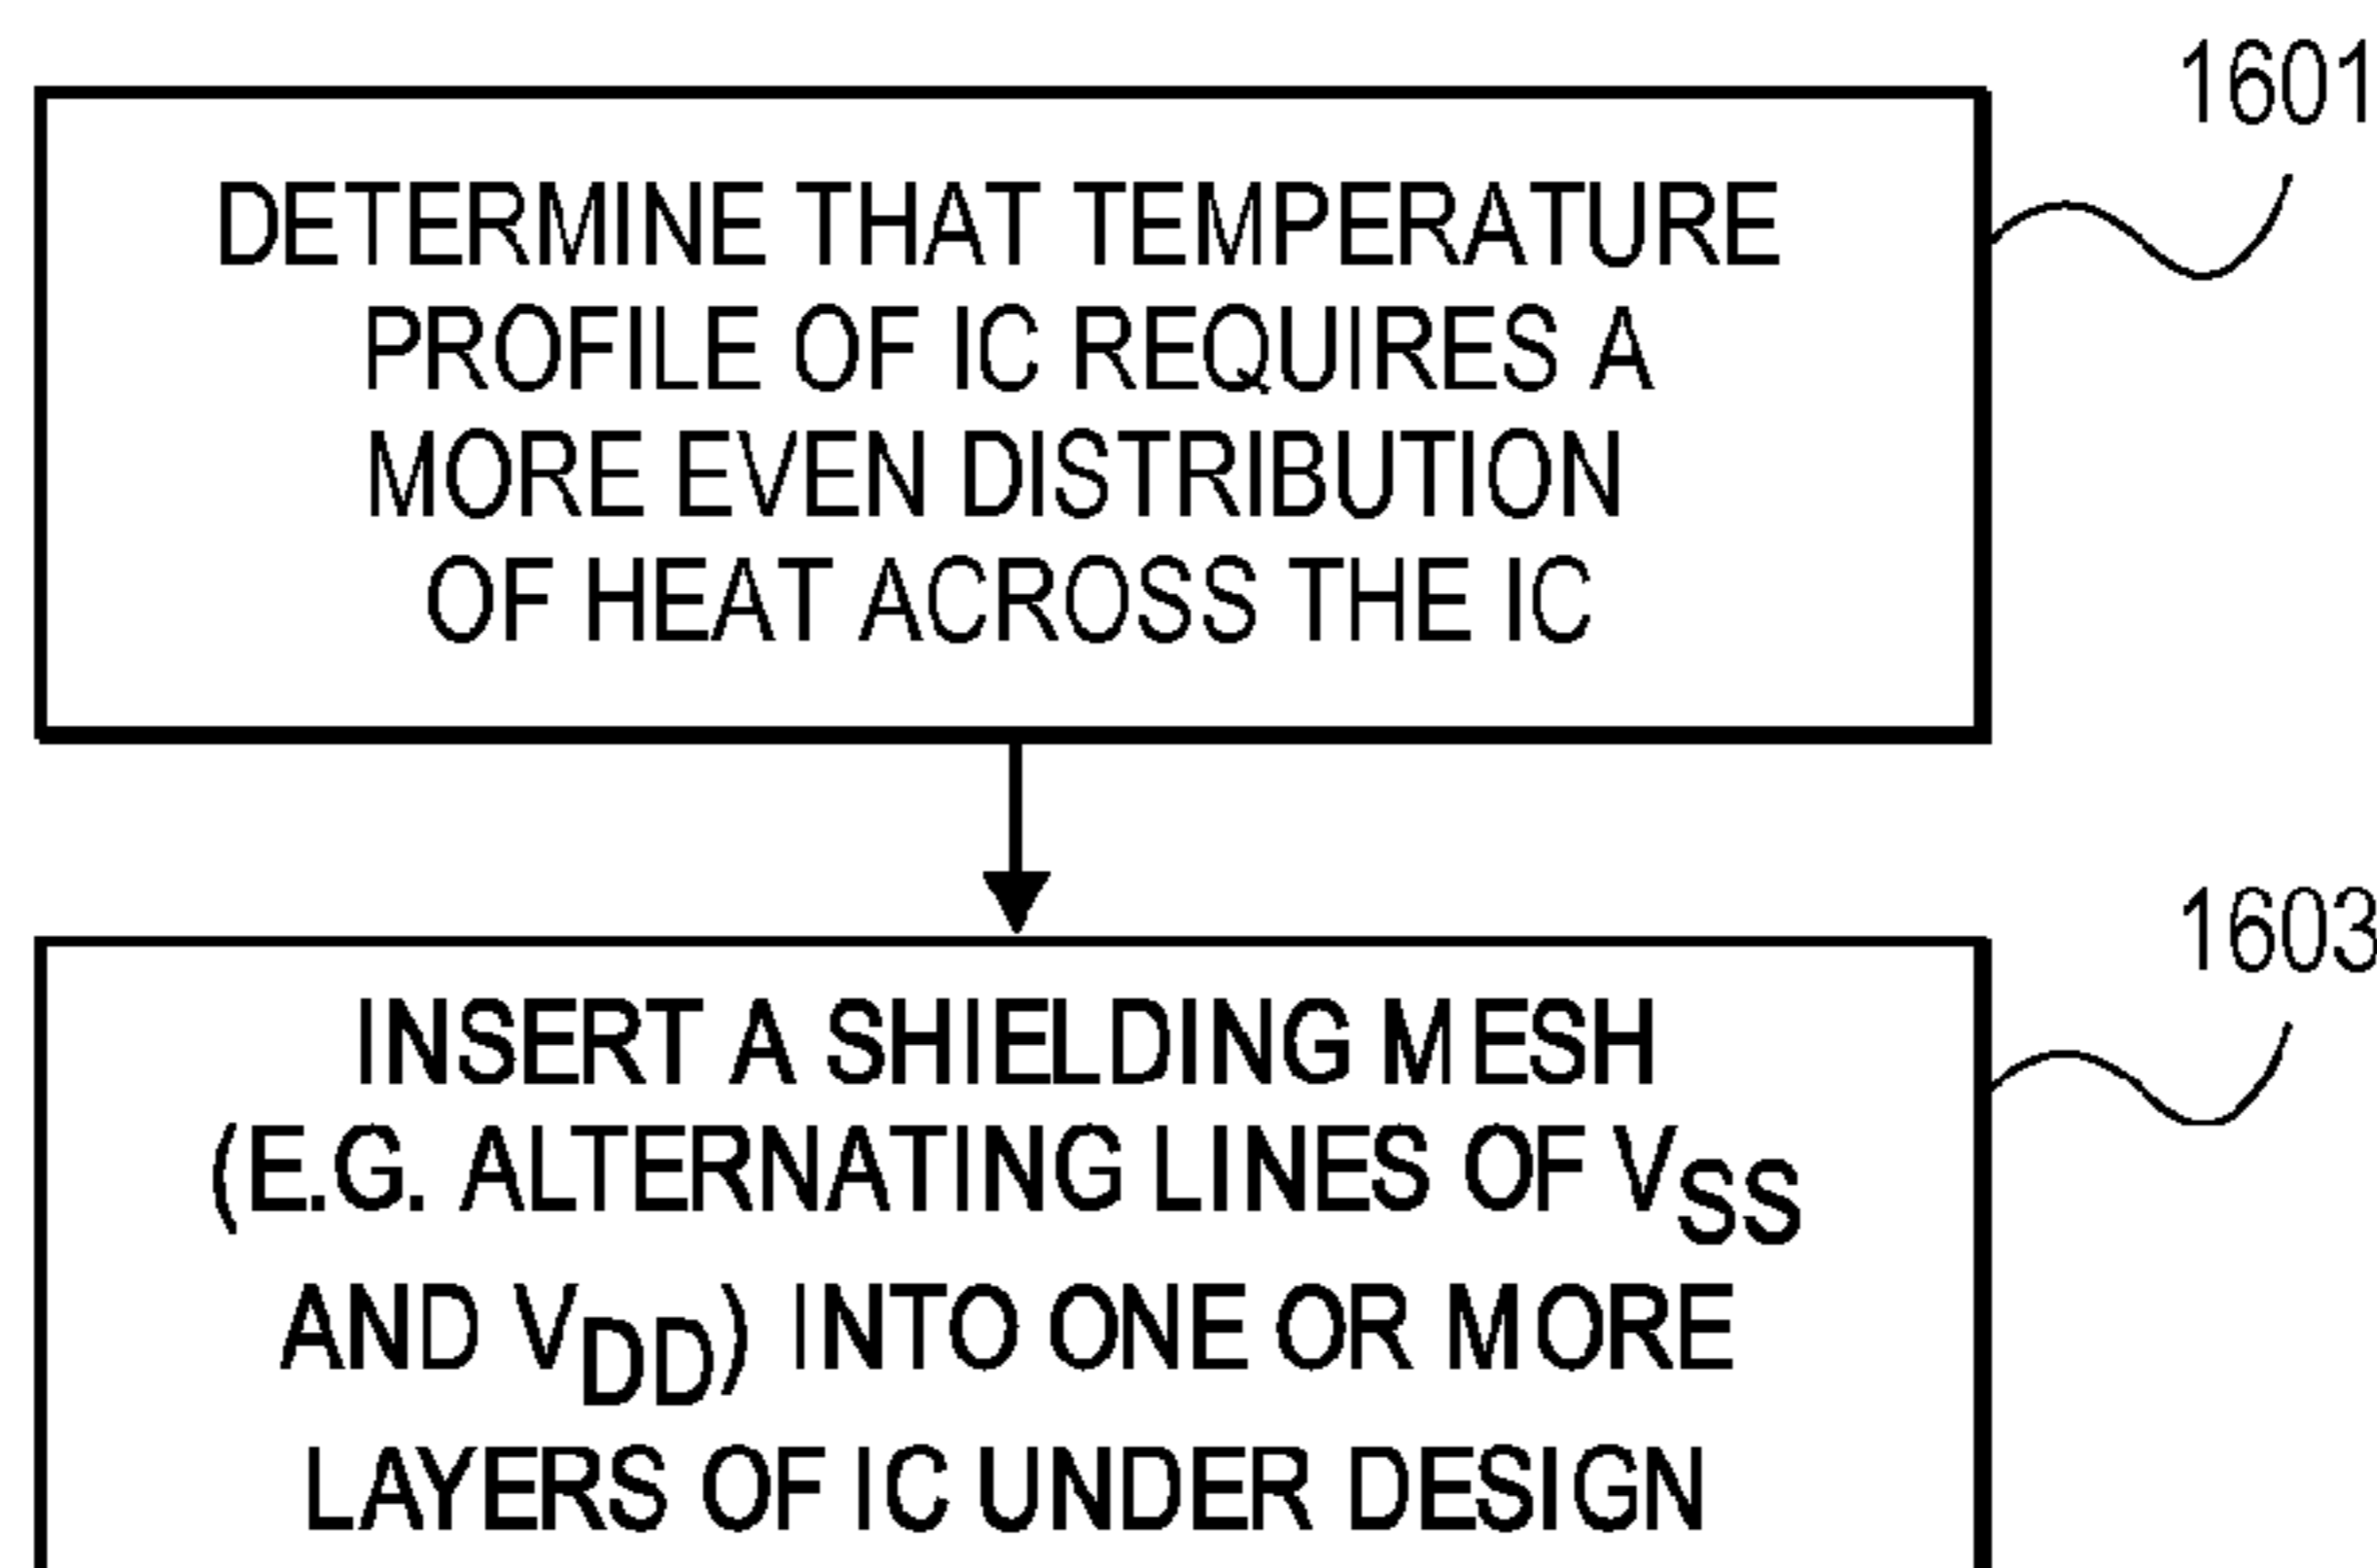 1601
DETERMINE THAT TEMPERATURE
PROFILE OF IC REQUIRES A
MORE EVEN DISTRIBUTION
OF HEAT ACROSS THE IC
1603
INSERT A SHIELDING MESH
(E.G. ALTERNATING LINES OF VSS
AND VDD) INTO ONE OR MORE
LAYERS OF IC UNDER DESIGN